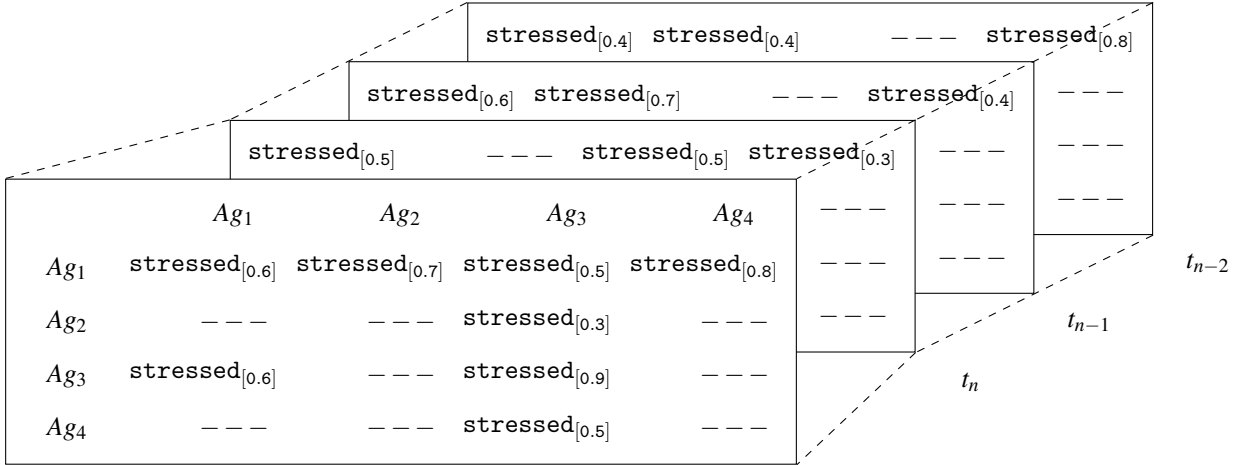 stressed[0.4] stressed[0.4] −−− stressed[0.8]
stressed[0.6] stressed[0.7] −−− stressed[0.4] −−−
stressed[0.5] −−− stressed[0.5] stressed[0.3] −−− −−−
Ag1 Ag2 Ag3 Ag4 −−− −−− −−−
Ag1 stressed[0.6] stressed[0.7] stressed[0.5] stressed[0.8] −−− −−− tn−2
Ag2 −−− −−− stressed[0.3] −−− −−− tn−1
Ag3 stressed[0.6] −−− stressed[0.9] −−− tn
Ag4 −−− −−− stressed[0.5] −−−